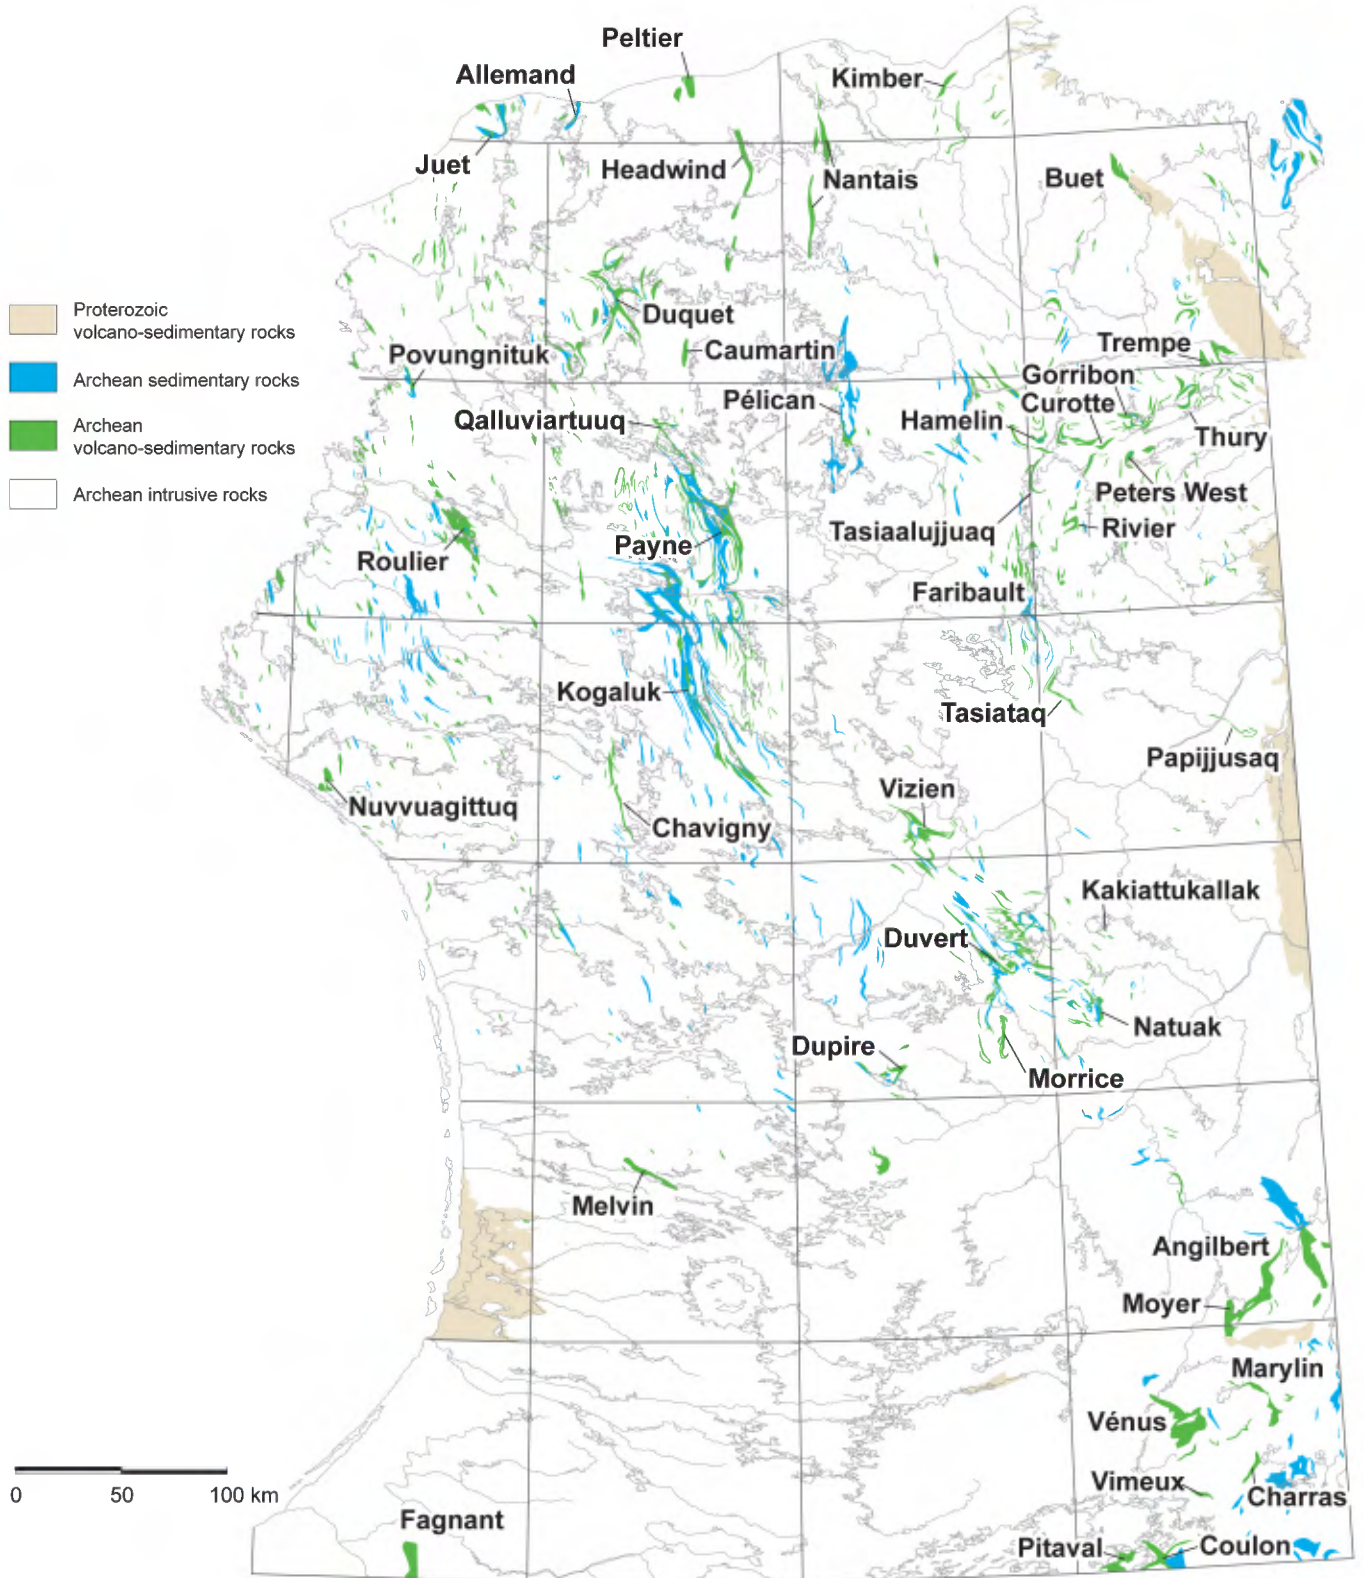 Peltier
Allemand
Kimber
Juet
Headwind
Nantais
Buet
Proterozoic
volcano-sedimentary rocks
Archean sedimentary rocks
Archean
volcano-sedimentary rocks
Archean intrusive rocks
Duquet
Povungnituk
Caumartin
Trempe
Gorribon
Pélican
Curotte
Qalluviartuuq
Hamelin
Thury
Peters West
Tasiaalujjuaq
Rivier
Payne
Roulier
Faribault
Kogaluk
Tasiataq
Papijjusaq
Vizien
Nuvvuagittuq
Chavigny
Kakiattukallak
Duvert
Natuak
Dupire
Morrice
Melvin
Angilbert
Moyer
Marylin
Vénus
Vimeux
Charras
0 50 100 km
Fagnant
Pitaval
Coulon